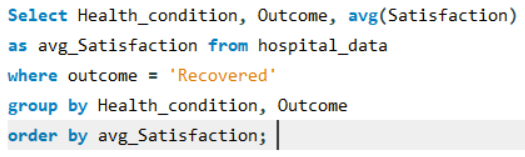 Select Health_condition, Outcome, avg(Satisfaction)
as avg_Satisfaction from hospital_data
where outcome = 'Recovered'
group by Health_condition, Outcome
order by avg_Satisfaction;